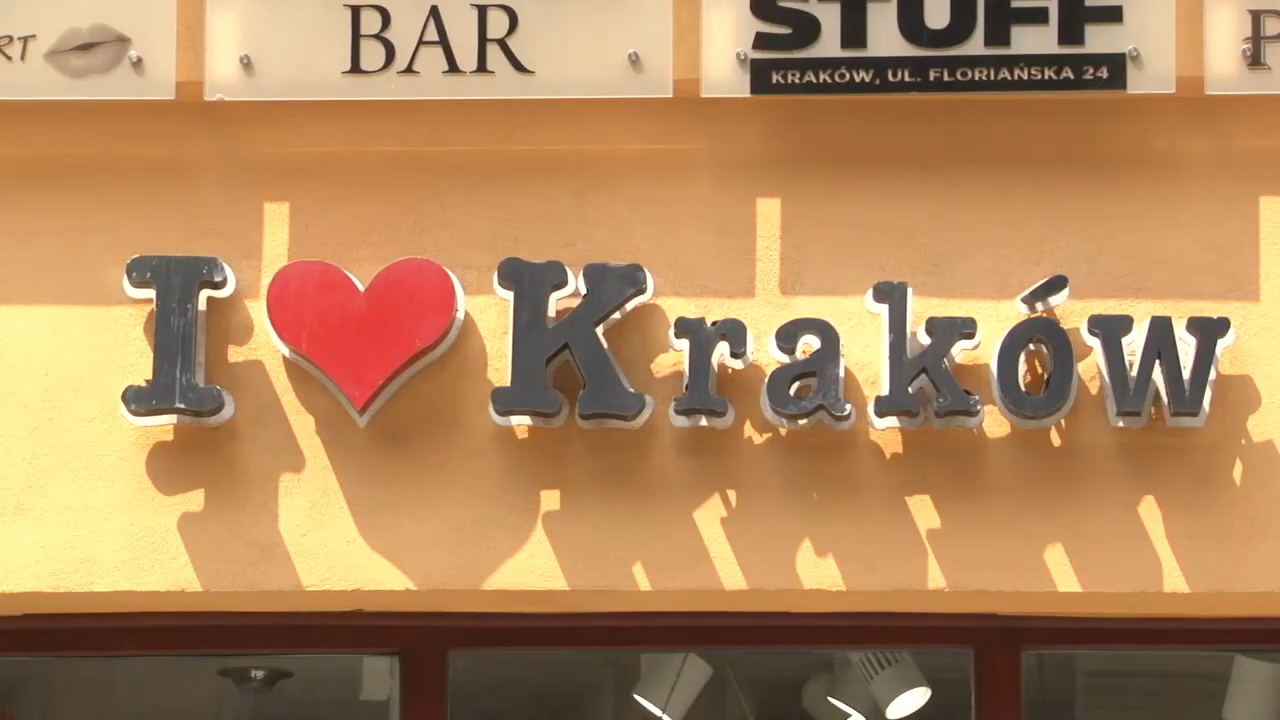 BAR
STUFF
KRAKÓW, UL. FLORIAŃSKA 24
I ❤ Kraków